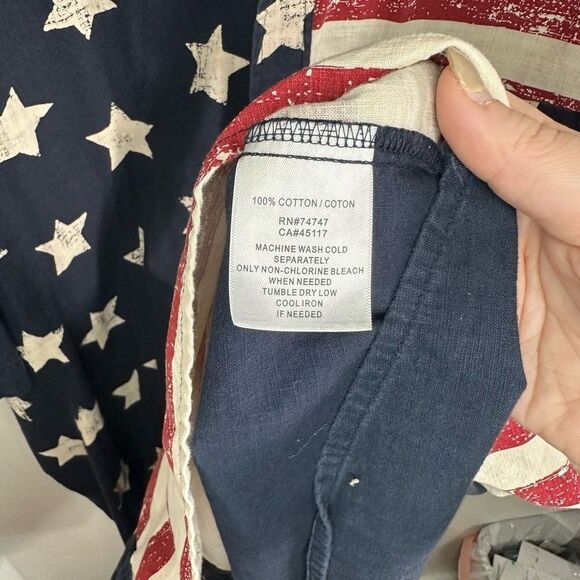 100% COTTON/COTON
RN#74747
CA#45117
MACHINE WASH COLD
SEPARATELY
ONLY NON-CHLORINE BLEACH
WHEN NEEDED
TUMBLE DRY LOW
COOL IRON
IF NEEDED